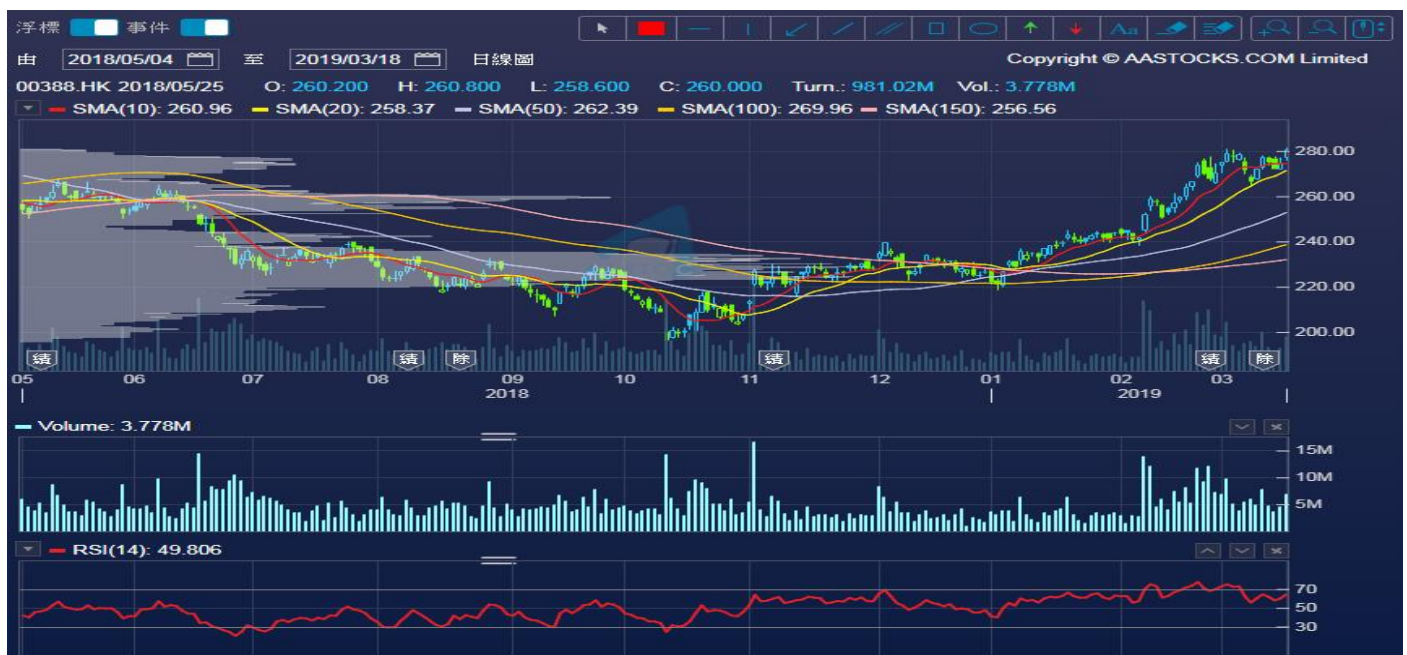 浮標 事件 Aa
由 2018/05/04 至 2019/03/18 日線圖 Copyright © AASTOCKS.COM Limited
00388.HK 2018/05/25 O: 260.200 H: 260.800 L: 258.600 C: 260.000 Turn.: 981.02M Vol.: 3.778M
SMA(10): 260.96 SMA(20): 258.37 SMA(50): 262.39 SMA(100): 269.96 SMA(150): 256.56
280.00
260.00
240.00
220.00
200.00
績 績 除 績 績 除
05 06 07 08 09 10 11 12 01 02 03
2018 2019
Volume: 3.778M
15M
10M
5M
RSI(14): 49.806
70
50
30